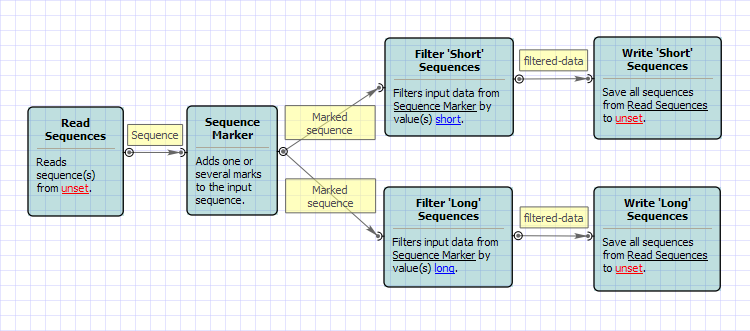 Read
Sequences
Reads
sequence(s)
from unset.
Sequence
Sequence
Marker
Adds one or
several marks
to the input
sequence.
Marked
sequence
Marked
sequence
Filter 'Short'
Sequences
Filters input data from
Sequence Marker by
value(s) short.
filtered-data
Write 'Short'
Sequences
Save all sequences
from Read Sequences
to unset.
Filter 'Long'
Sequences
Filters input data from
Sequence Marker by
value(s) long.
filtered-data
Write 'Long'
Sequences
Save all sequences
from Read Sequences
to unset.